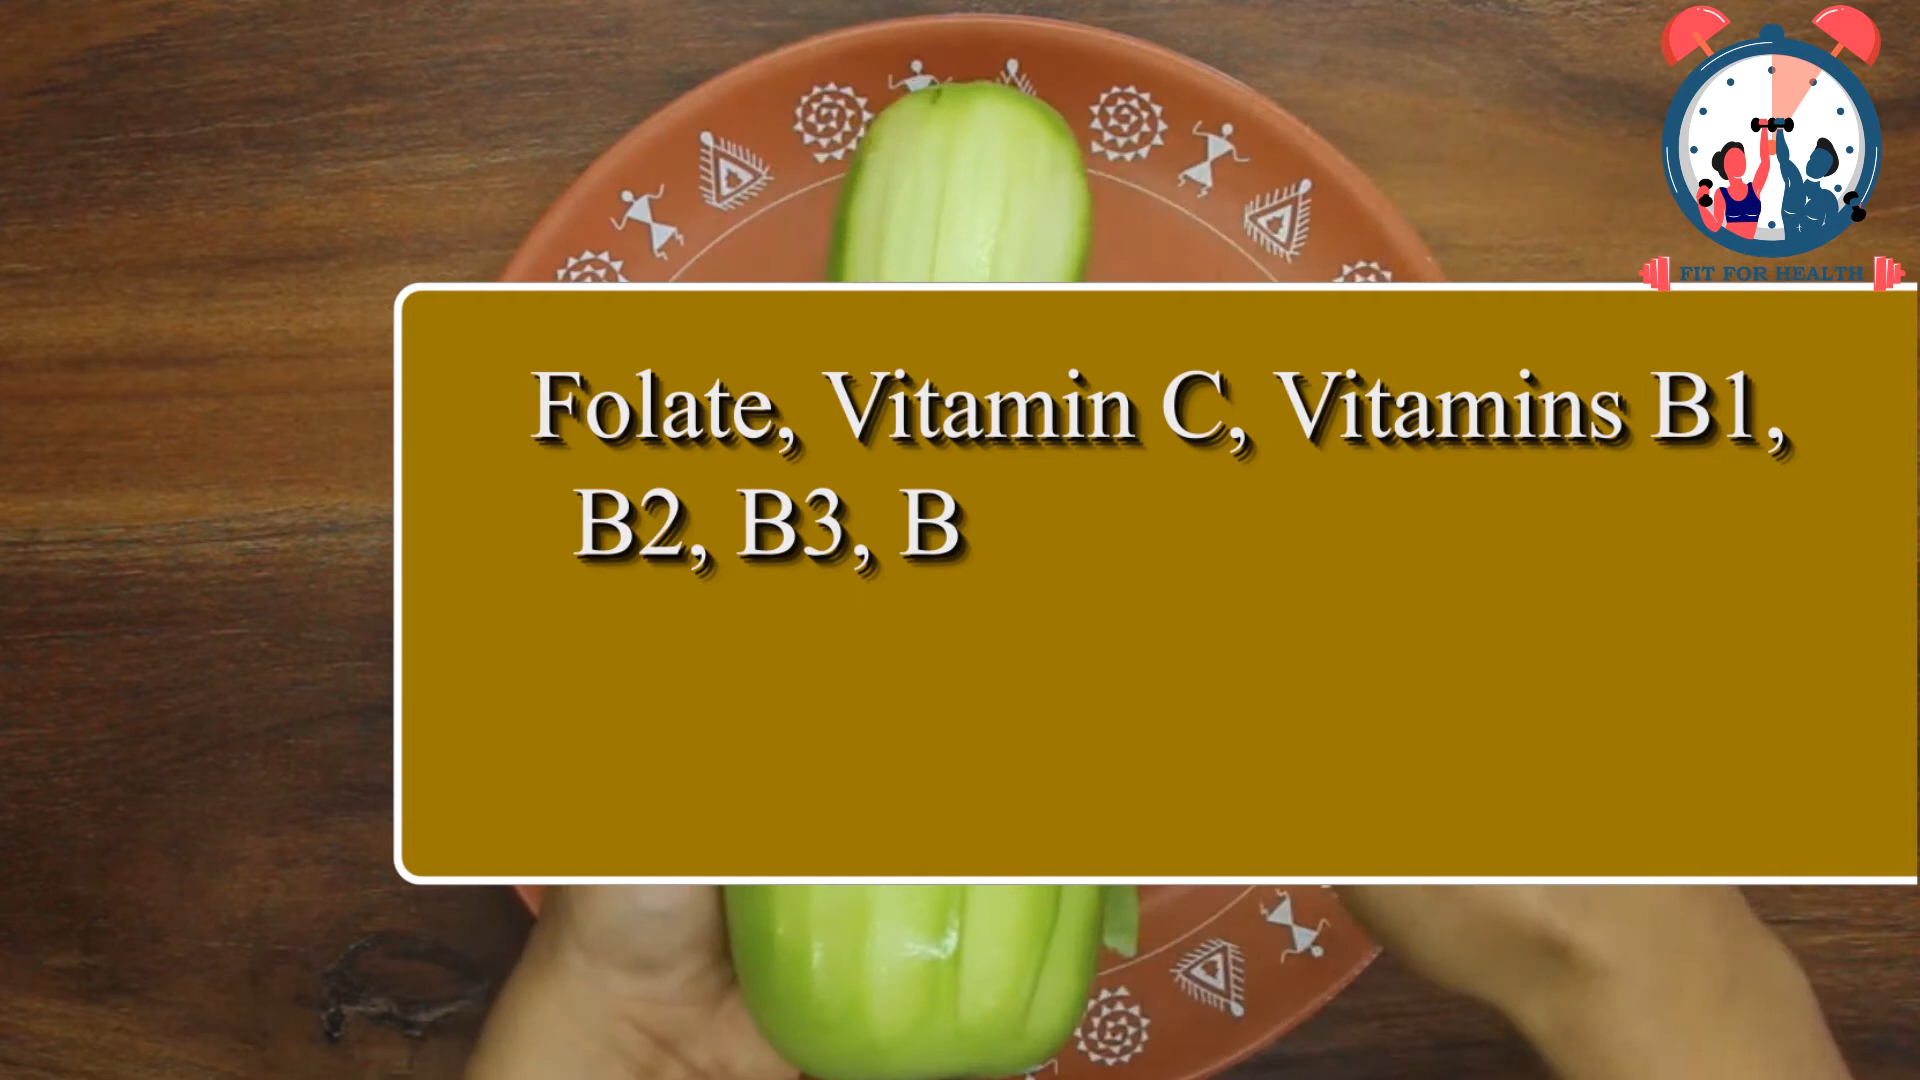 FIT FOR HEALTH
Folate, Vitamin C, Vitamins B1,
B2, B3, B